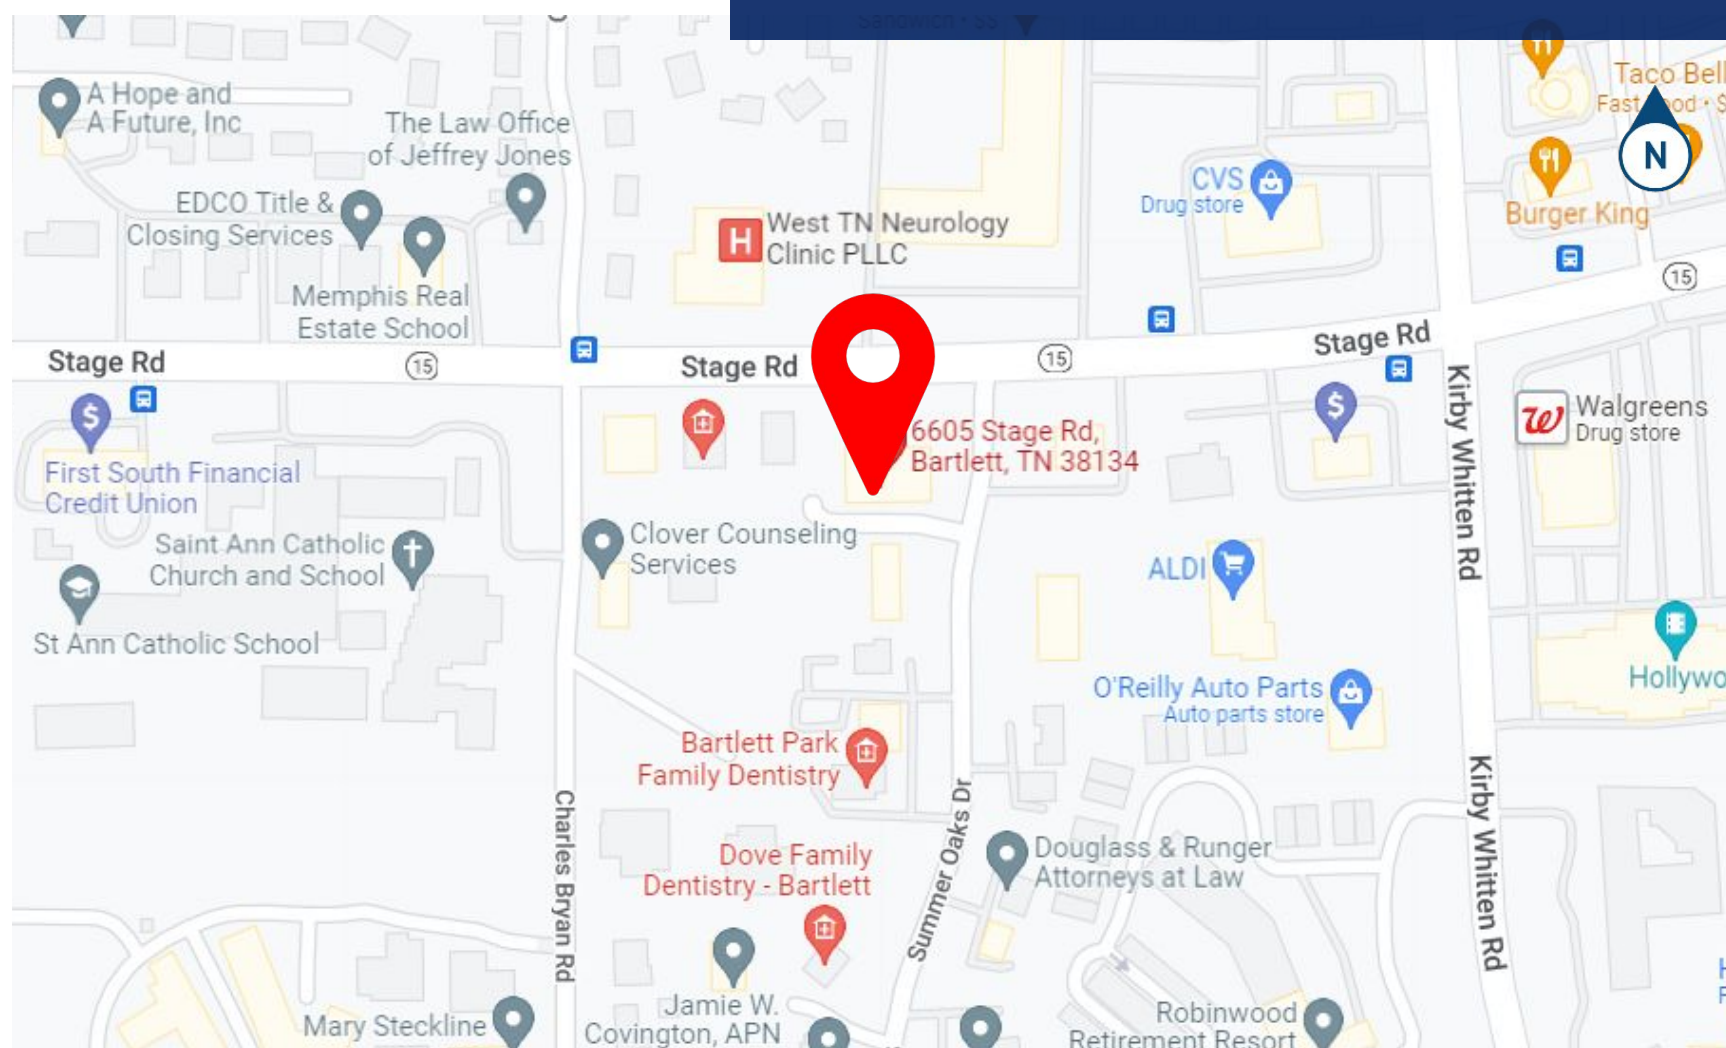 Sandwich • $$
Taco Bell
Fast Food • $
A Hope and
A Future, Inc
The Law Office
of Jeffrey Jones
N
CVS
Drug store
EDCO Title &
Closing Services
West TN Neurology
Clinic PLLC
H
Burger King
Memphis Real
Estate School
15
Stage Rd
15
Stage Rd
15
Stage Rd
Kirby Whitten Rd
Walgreens
Drug store
W
$
$
6605 Stage Rd,
Bartlett, TN 38134
First South Financial
Credit Union
Clover Counseling
Services
Saint Ann Catholic
Church and School
ALDI
St Ann Catholic School
Hollywo
O'Reilly Auto Parts
Auto parts store
Bartlett Park
Family Dentistry
Kirby Whitten Rd
Charles Bryan Rd
Summer Oaks Dr
Dove Family
Dentistry - Bartlett
Douglass & Runger
Attorneys at Law
Jamie W.
Covington, APN
Mary Steckline
Robinwood
Retirement Resort